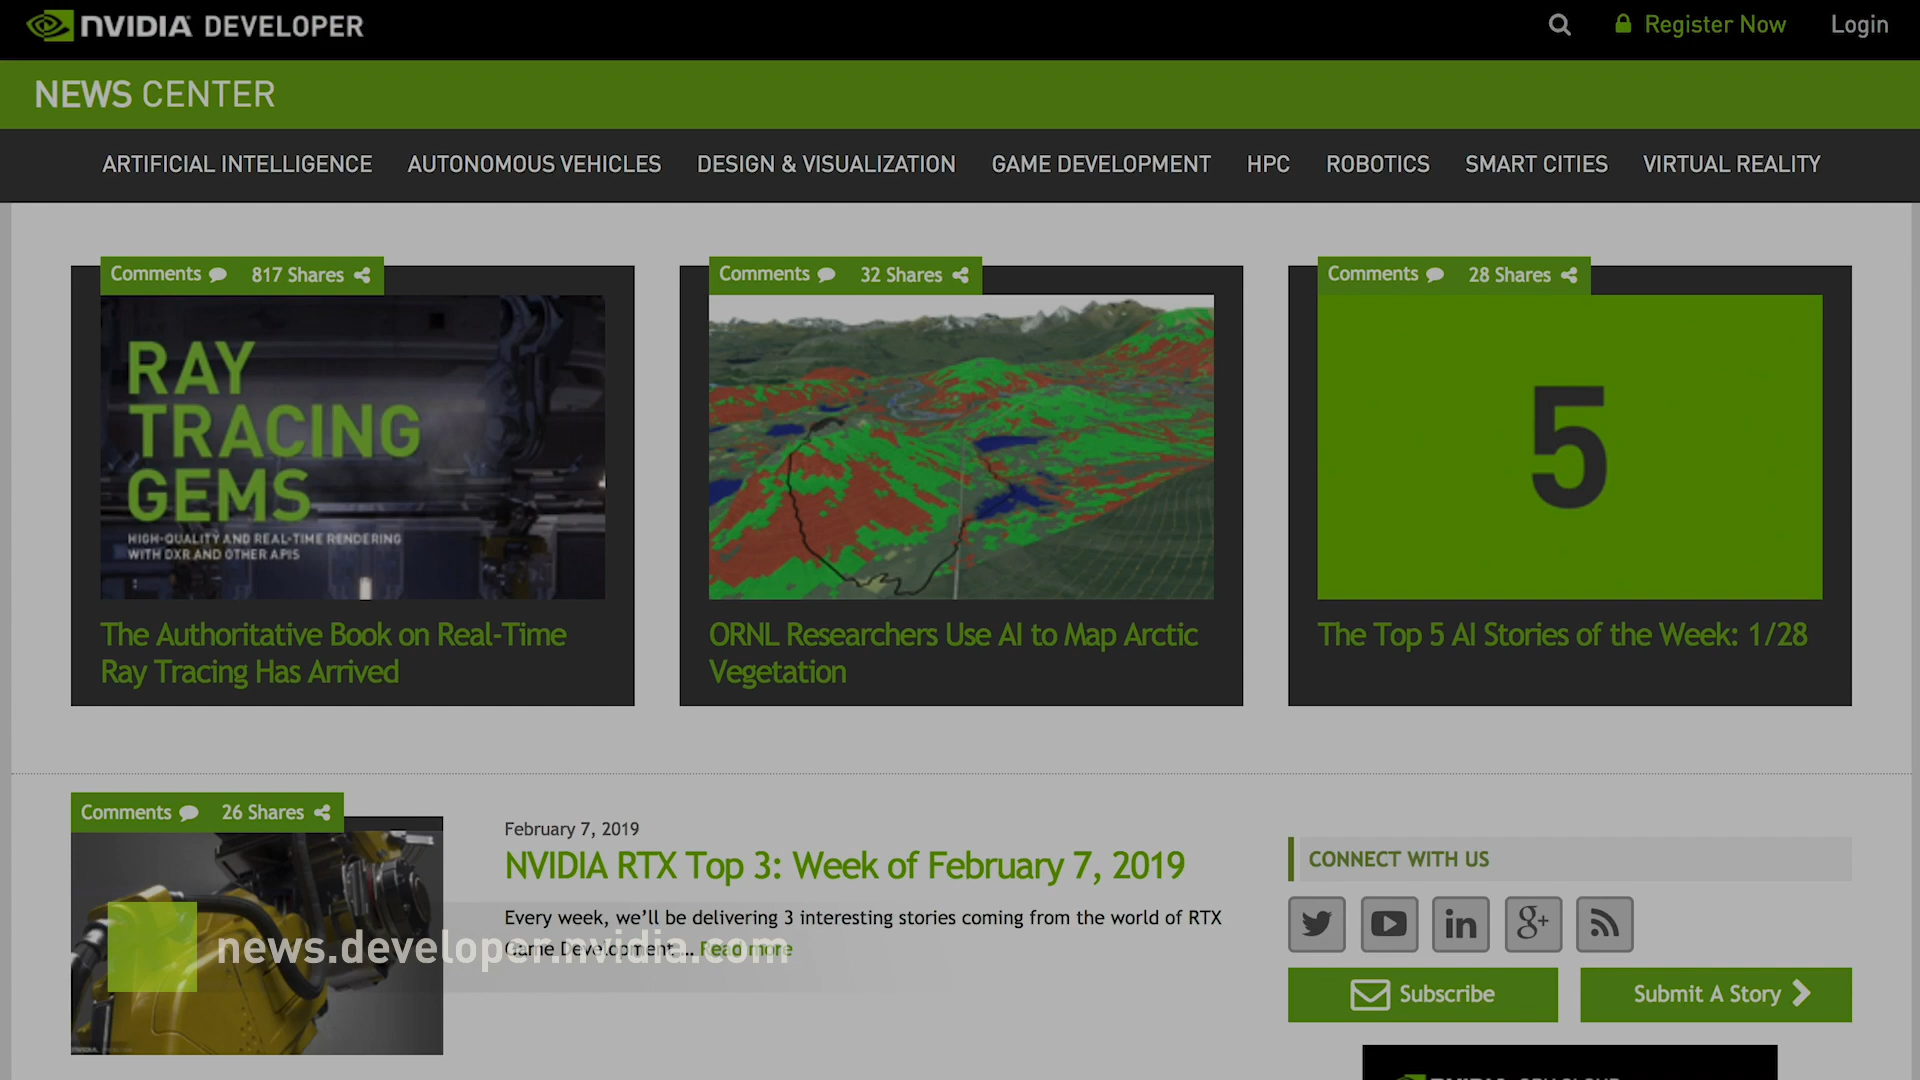 NVIDIA DEVELOPER
Register Now
Login
NEWS CENTER
ARTIFICIAL INTELLIGENCE
AUTONOMOUS VEHICLES
DESIGN & VISUALIZATION
GAME DEVELOPMENT
HPC
ROBOTICS
SMART CITIES
VIRTUAL REALITY
Comments
817 Shares
RAY
TRACING
GEMS
HIGH-QUALITY AND REAL-TIME RENDERING
WITH DXR AND OTHER APIS
The Authoritative Book on Real-Time
Ray Tracing Has Arrived
Comments
32 Shares
ORNL Researchers Use AI to Map Arctic
Vegetation
Comments
28 Shares
5
The Top 5 AI Stories of the Week: 1/28
Comments
26 Shares
February 7, 2019
NVIDIA RTX Top 3: Week of February 7, 2019
Every week, we'll be delivering 3 interesting stories coming from the world of RTX
Game Development... Read more
news.developer.nvidia.com
CONNECT WITH US
in
g+
Subscribe
Submit A Story